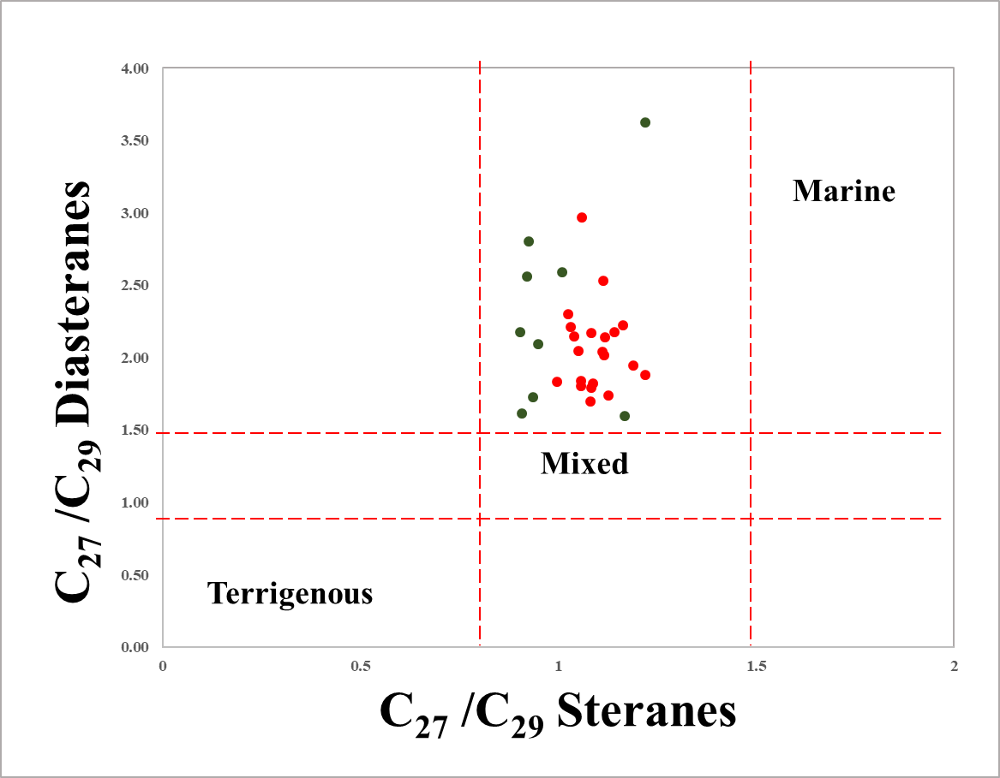 4.00
3.50
3.00
2.50
2.00
1.50
1.00
0.50
0.00
C27 /C29 Diasteranes
Marine
Mixed
Terrigenous
0 0.5 1 1.5 2
C27 /C29 Steranes